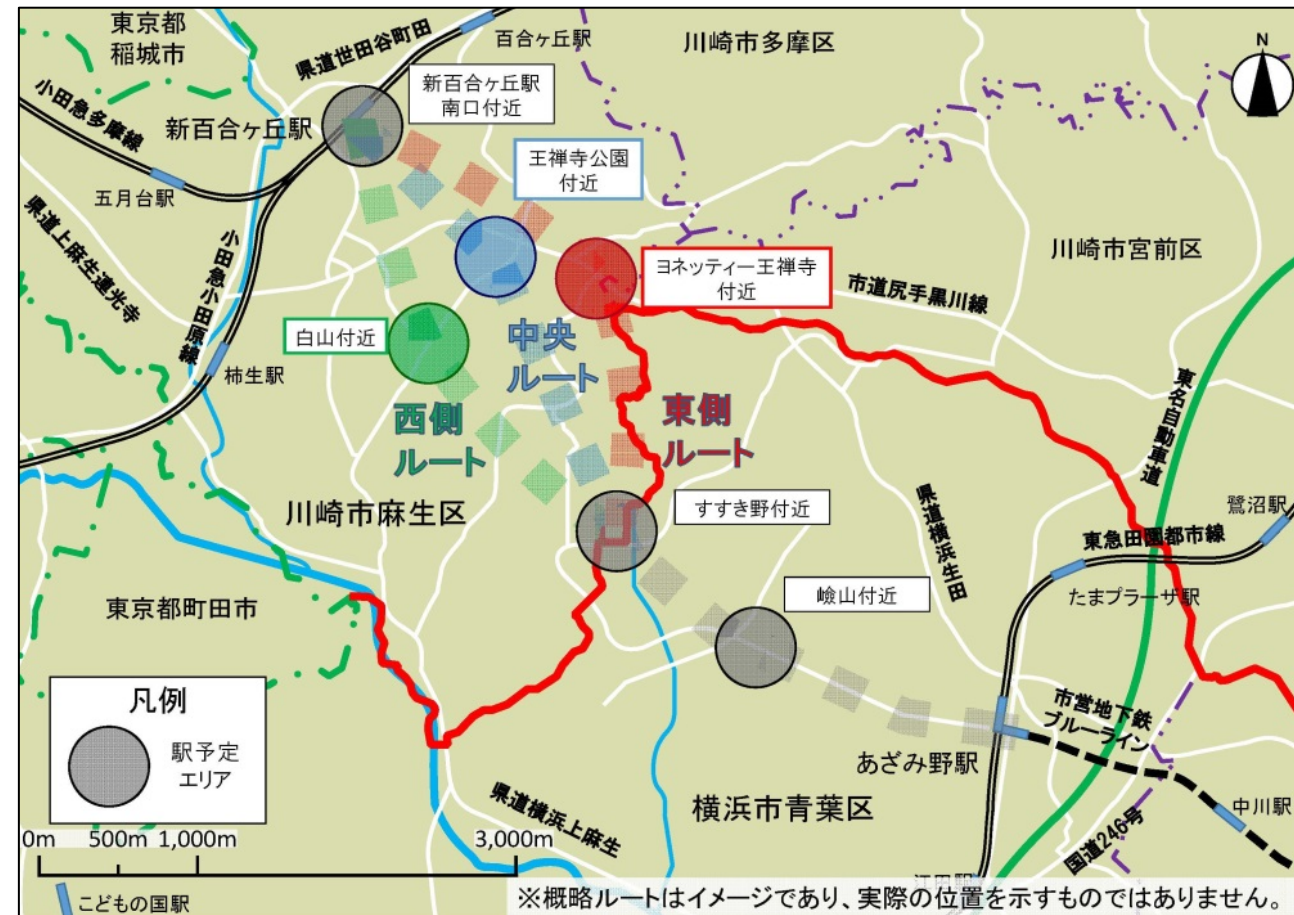 東京都
稲城市
県道世田谷町田
百合ヶ丘駅
川崎市多摩区
N
小田急多摩線
新百合ヶ丘駅
新百合ヶ丘駅
南口付近
王禅寺公園
付近
五月台駅
県道上麻生連光寺
小田急小田原線
ヨネッティー王禅寺
付近
川崎市宮前区
市道尻手黒川線
白山付近
中央
ルート
柿生駅
東名自動車道
西側
ルート
東側
ルート
川崎市麻生区
すすき野付近
県道横浜生田
鷺沼駅
東急田園都市線
東京都町田市
嶮山付近
たまプラーザ駅
凡例
駅予定
エリア
市営地下鉄
ブルーライン
あざみ野駅
横浜市青葉区
中川駅
県道横浜上麻生
国道246号
0m 500m 1,000m 3,000m
江田駅
こどもの国駅
※概略ルートはイメージであり、実際の位置を示すものではありません。